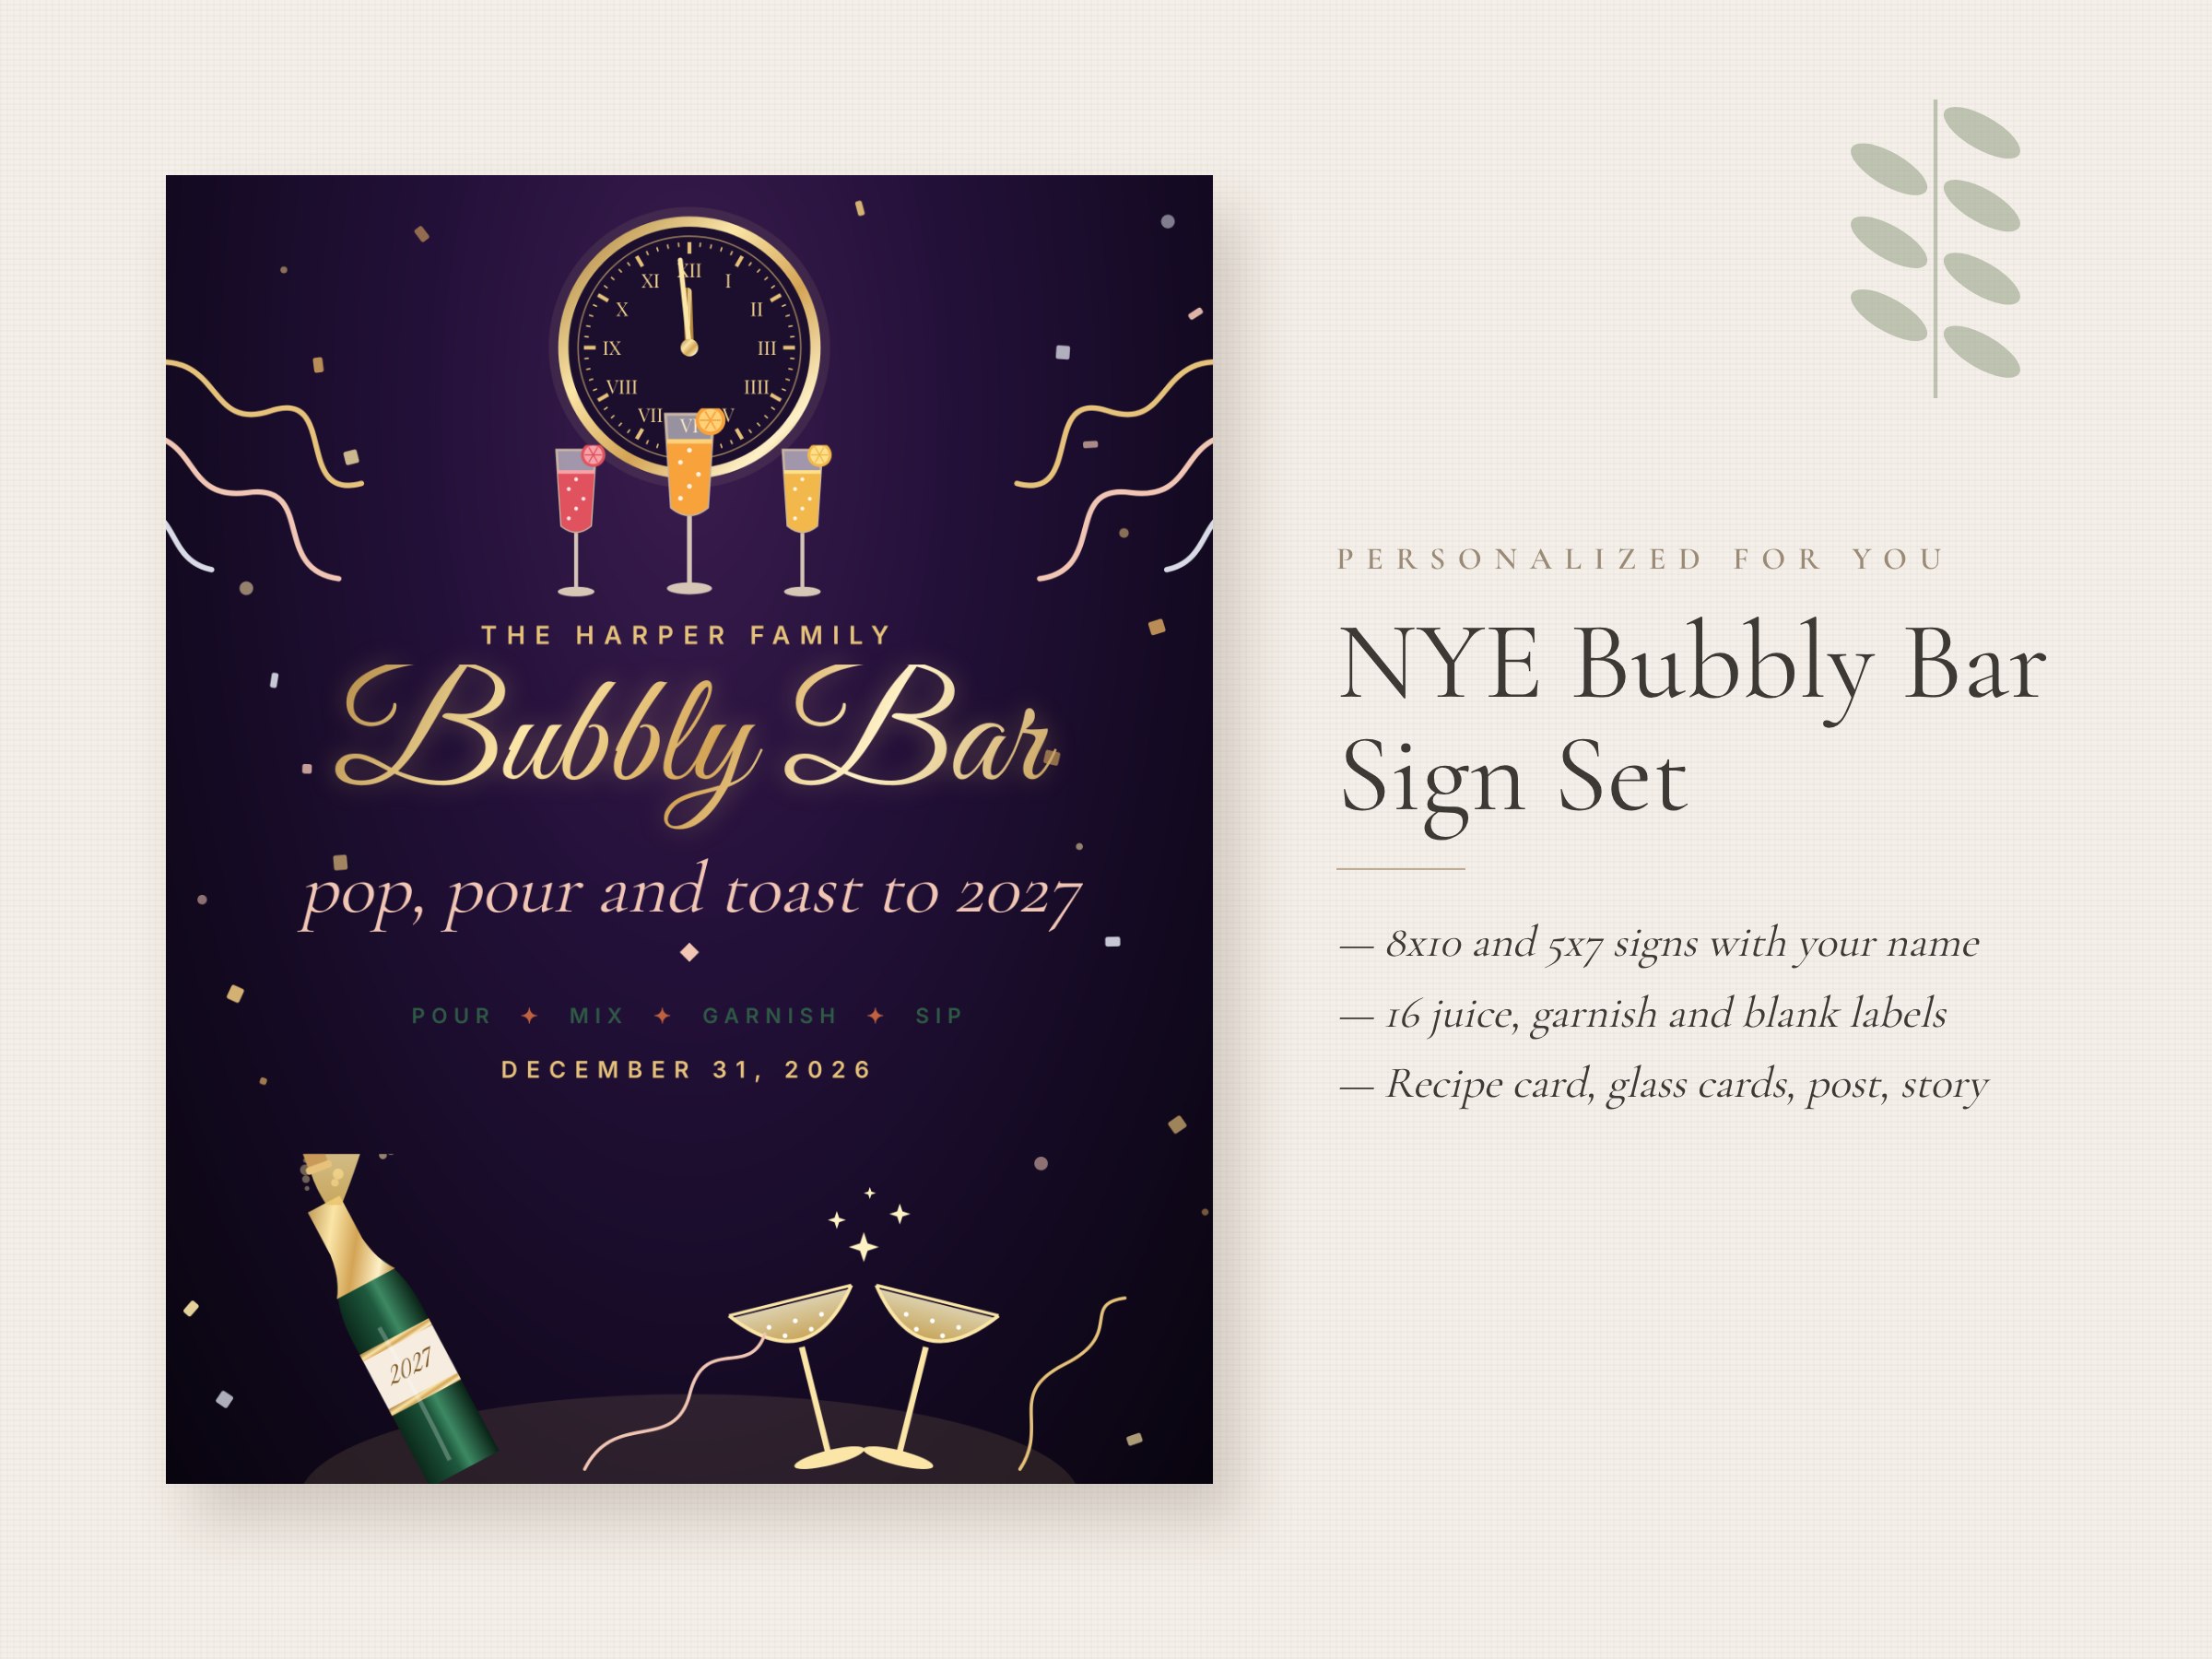 XII
I
II
III
IIII
V
VI
VII
VIII
IX
X
XI
THE HARPER FAMILY
Bubbly Bar
pop, pour and toast to 2027
POUR ✦ MIX ✦ GARNISH ✦ SIP
DECEMBER 31, 2026
2027
PERSONALIZED FOR YOU
NYE Bubbly Bar
Sign Set
— 8x10 and 5x7 signs with your name
— 16 juice, garnish and blank labels
— Recipe card, glass cards, post, story